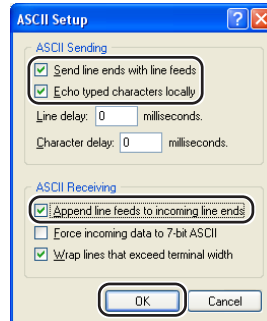 ASCII Setup
ASCII Sending
Send line ends with line feeds
Echo typed characters locally
Line delay: 0 milliseconds.
Character delay: 0 milliseconds.
ASCII Receiving
Append line feeds to incoming line ends
Force incoming data to 7-bit ASCII
Wrap lines that exceed terminal width
OK Cancel